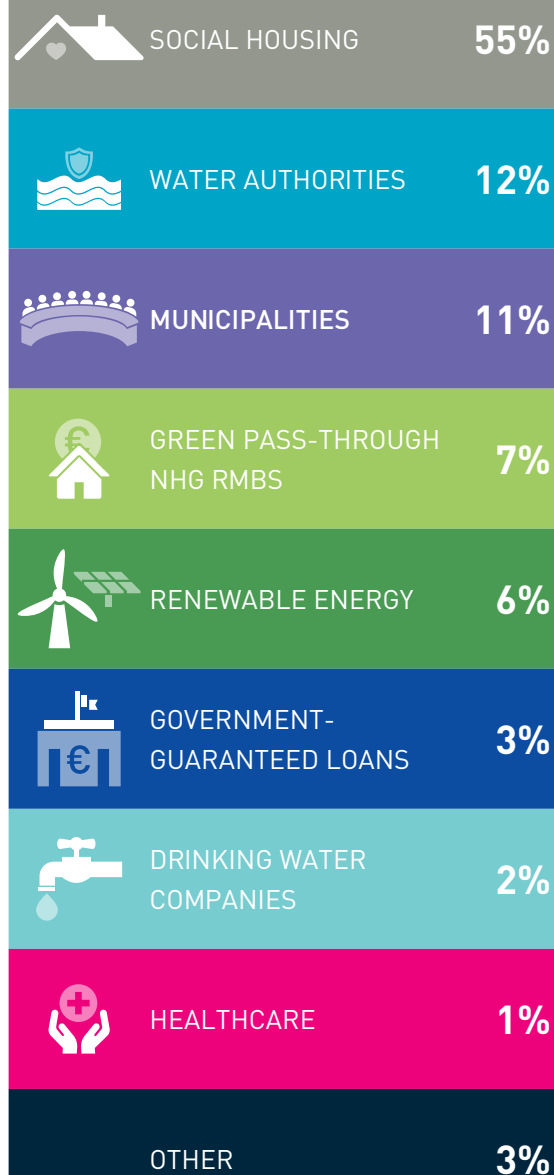 SOCIAL HOUSING 55%
WATER AUTHORITIES 12%
MUNICIPALITIES 11%
GREEN PASS-THROUGH
NHG RMBS 7%
RENEWABLE ENERGY 6%
GOVERNMENT-
GUARANTEED LOANS 3%
DRINKING WATER
COMPANIES 2%
HEALTHCARE 1%
OTHER 3%